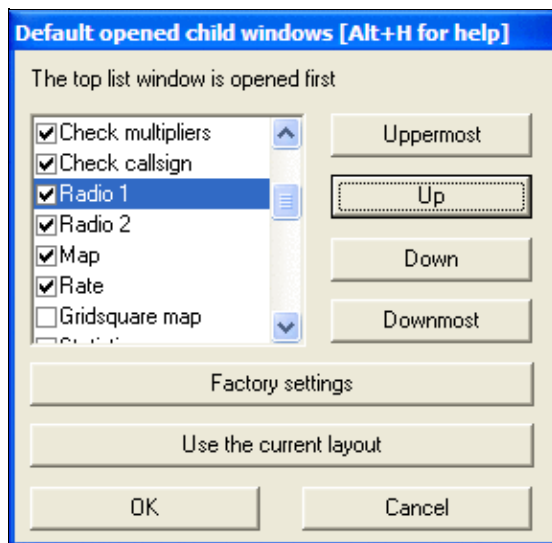 Default opened child windows [Alt+H for help]
The top list window is opened first
Check multipliers
Check callsign
Radio 1
Radio 2
Map
Rate
Gridsquare map
Uppermost
Up
Down
Downmost
Factory settings
Use the current layout
OK
Cancel